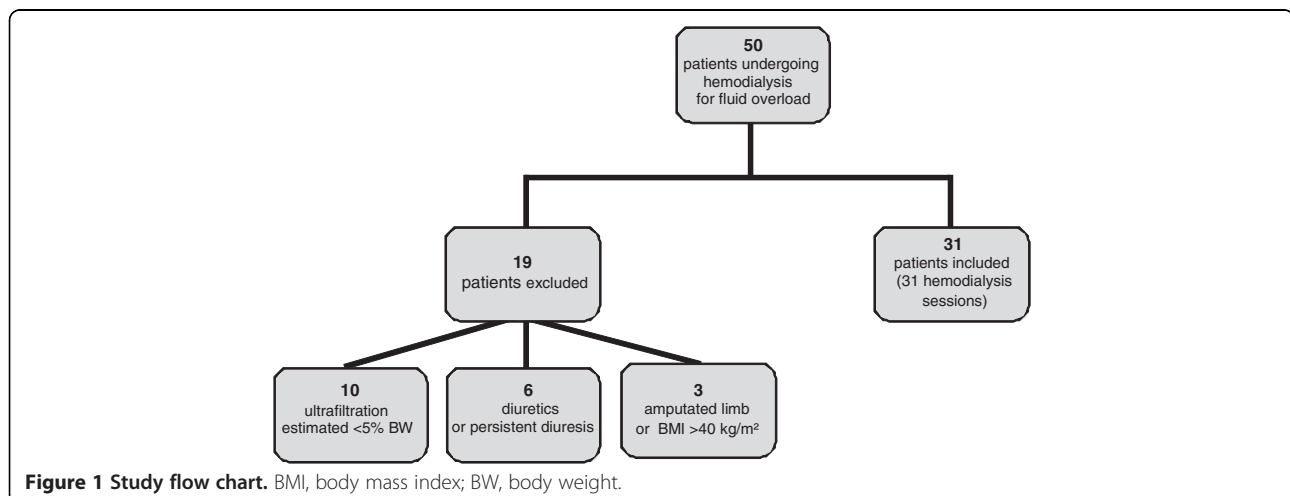 50
patients undergoing
hemodialysis
for fluid overload
19
patients excluded
31
patients included
(31 hemodialysis
sessions)
10
ultrafiltration
estimated <5% BW
6
diuretics
or persistent diuresis
3
amputated limb
or BMI >40 kg/m²
Figure 1 Study flow chart. BMI, body mass index; BW, body weight.